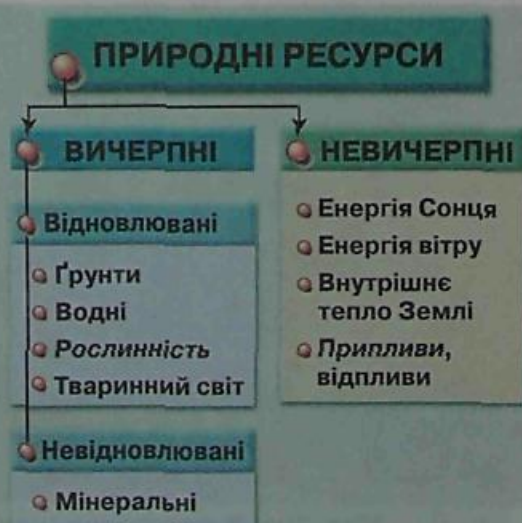 ПРИРОДНІ РЕСУРСИ
ВИЧЕРПНІ
Відновлювані
Ґрунти
Водні
Рослинність
Тваринний світ
Невідновлювані
Мінеральні
НЕВИЧЕРПНІ
Енергія Сонця
Енергія вітру
Внутрішнє
тепло Землі
Припливи,
відпливи